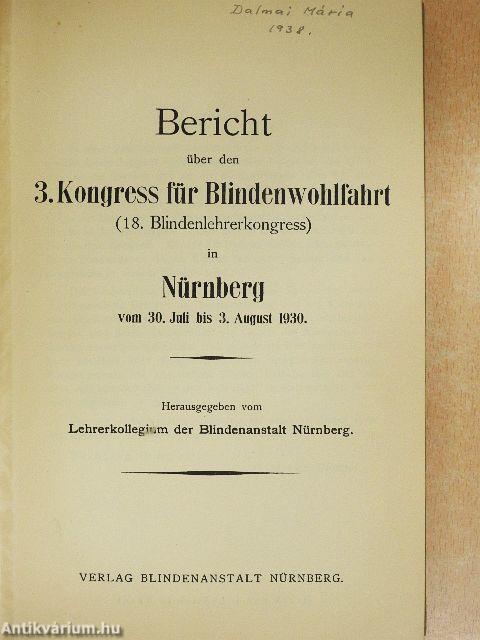 Dalmai Mária
1938.
Bericht
über den
3. Kongress für Blindenwohlfahrt
(18. Blindenlehrerkongress)
in
Nürnberg
vom 30. Juli bis 3. August 1930.
Herausgegeben vom
Lehrerkollegium der Blindenanstalt Nürnberg.
VERLAG BLINDENANSTALT NÜRNBERG.
Antikvárium.hu